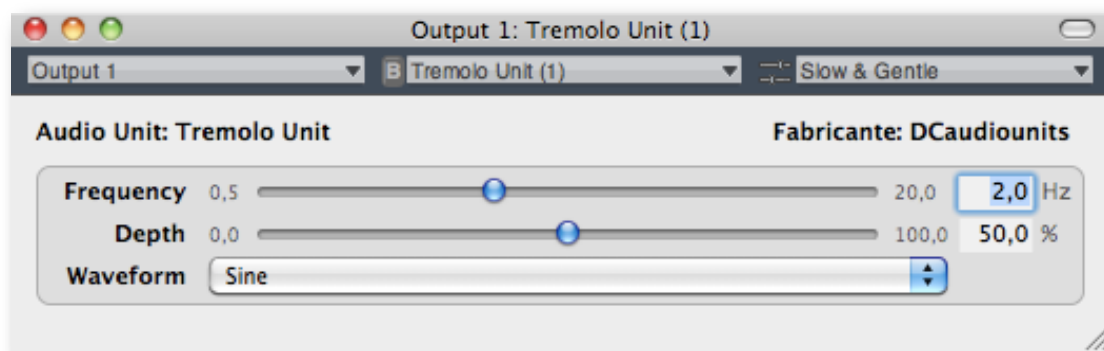 Output 1: Tremolo Unit (1)
Output 1 B Tremolo Unit (1) Slow & Gentle
Audio Unit: Tremolo Unit Fabricante: DCaudiounits
Frequency 0,5 20,0 2,0 Hz
Depth 0,0 100,0 50,0 %
Waveform Sine